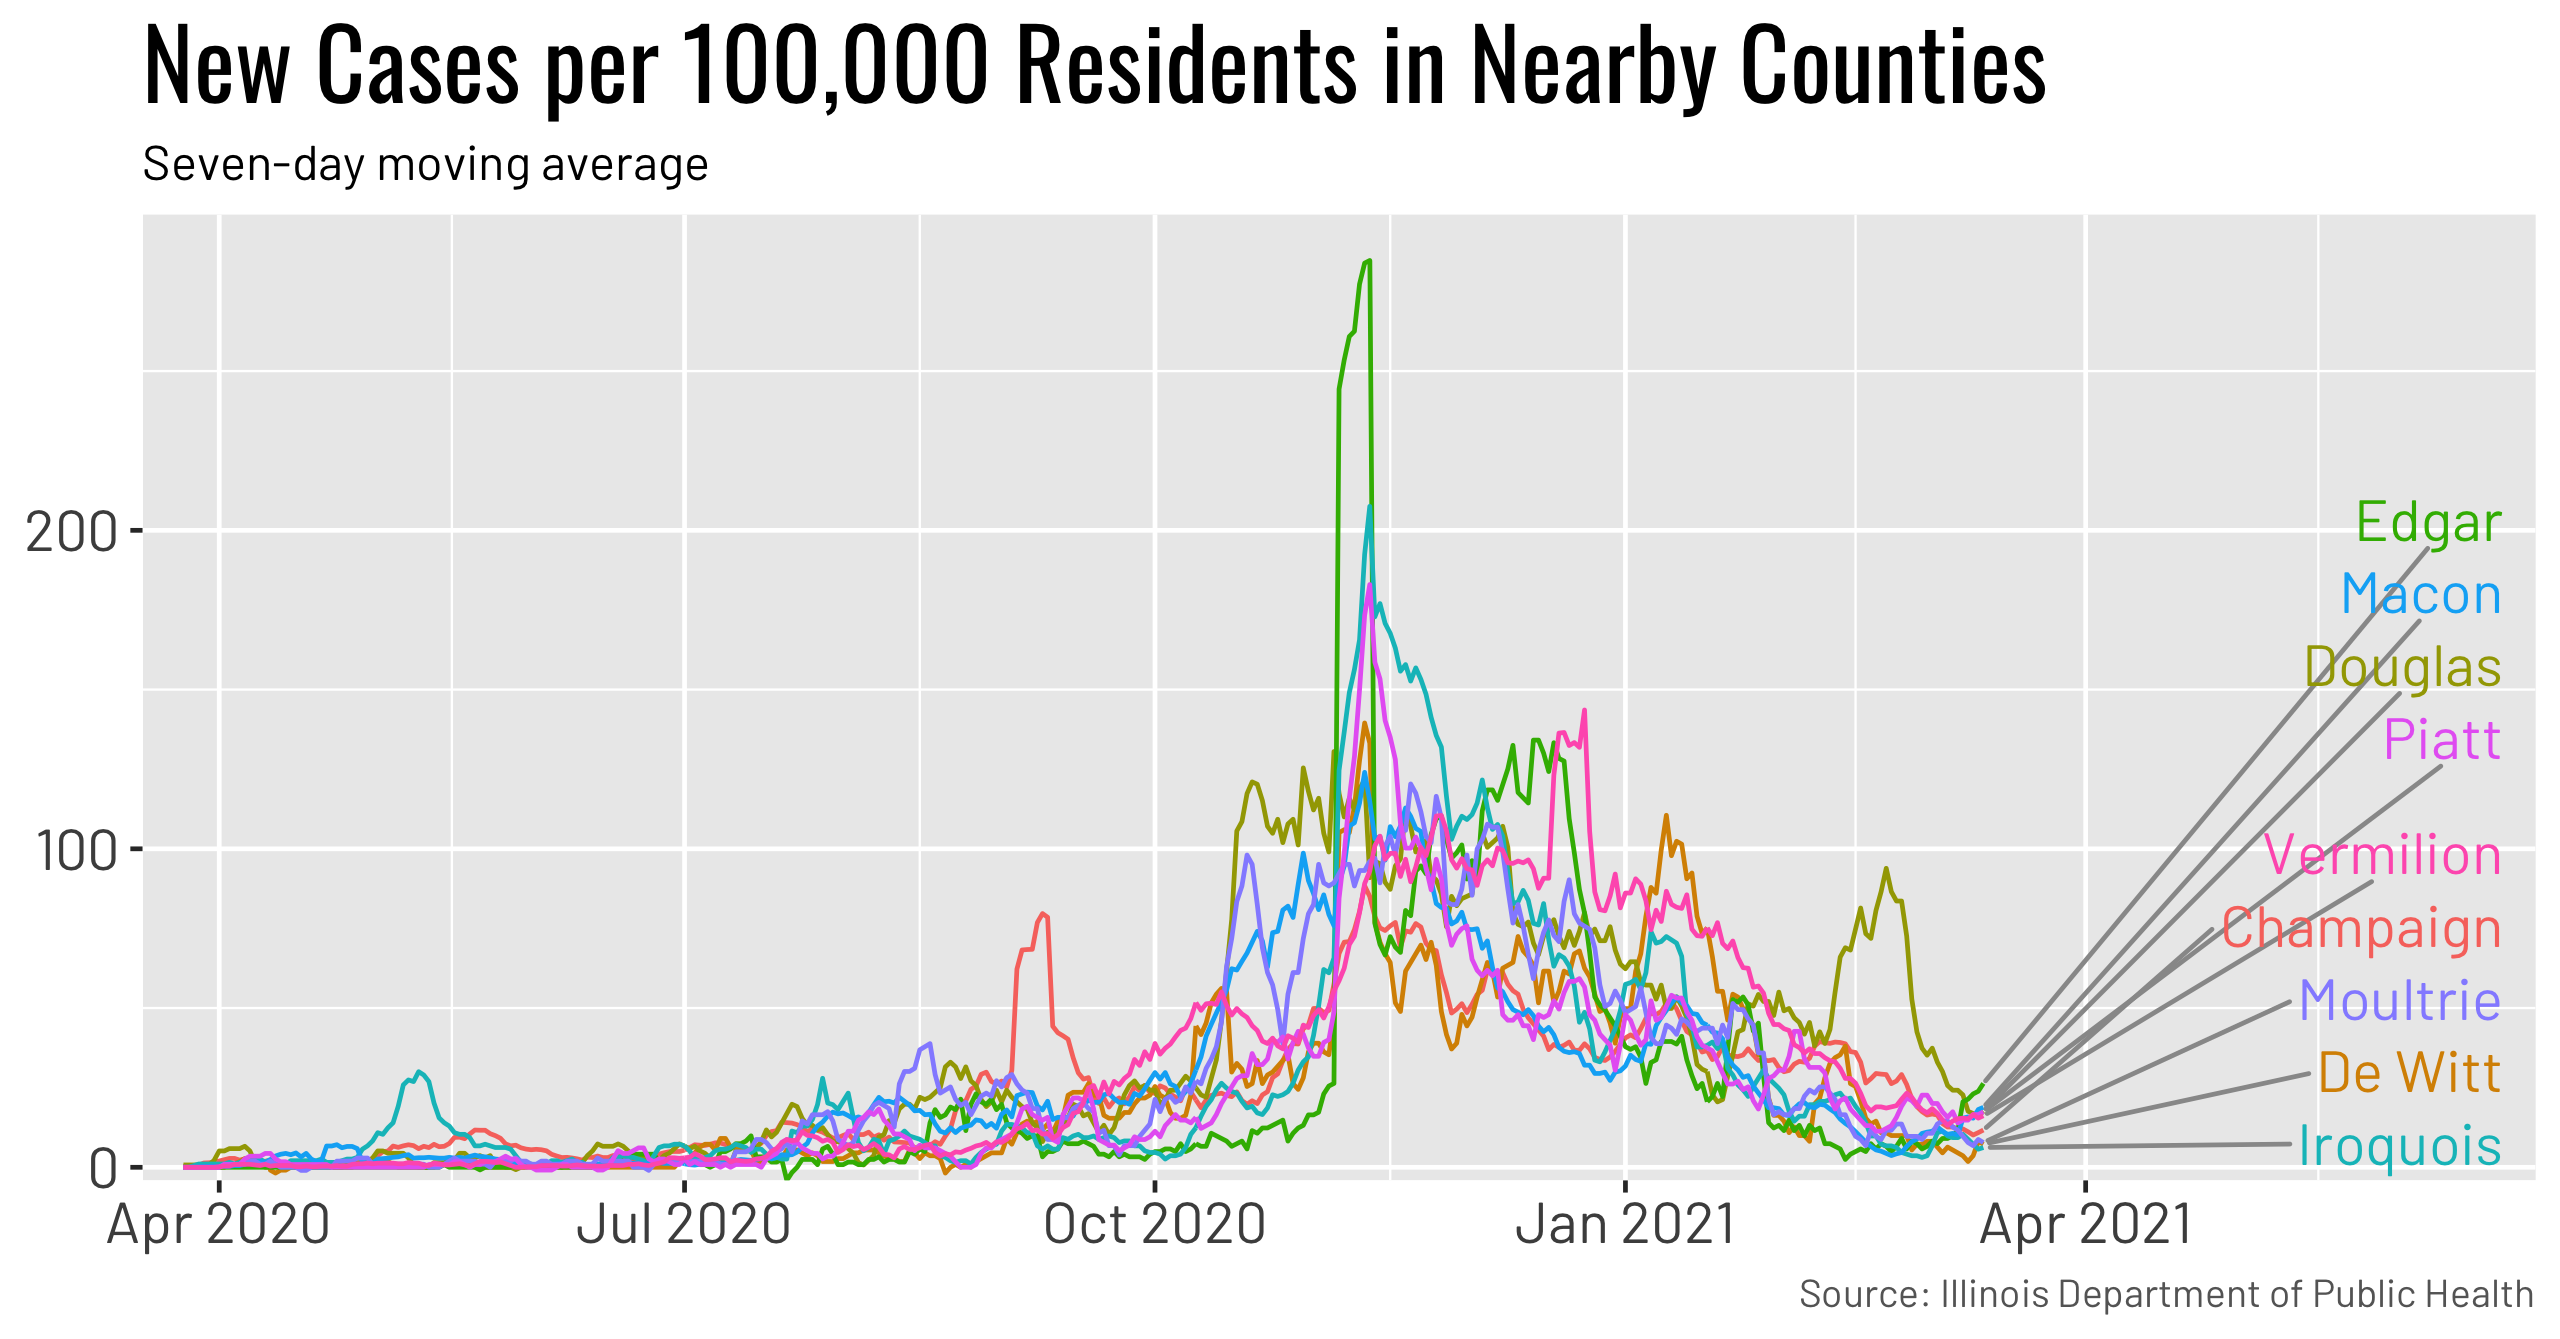 New Cases per 100,000 Residents in Nearby Counties
Seven-day moving average
200
100
0
Edgar
Macon
Douglas
Piatt
Vermilion
Champaign
Moultrie
De Witt
Iroquois
Apr 2020 Jul 2020 Oct 2020 Jan 2021 Apr 2021
Source: Illinois Department of Public Health